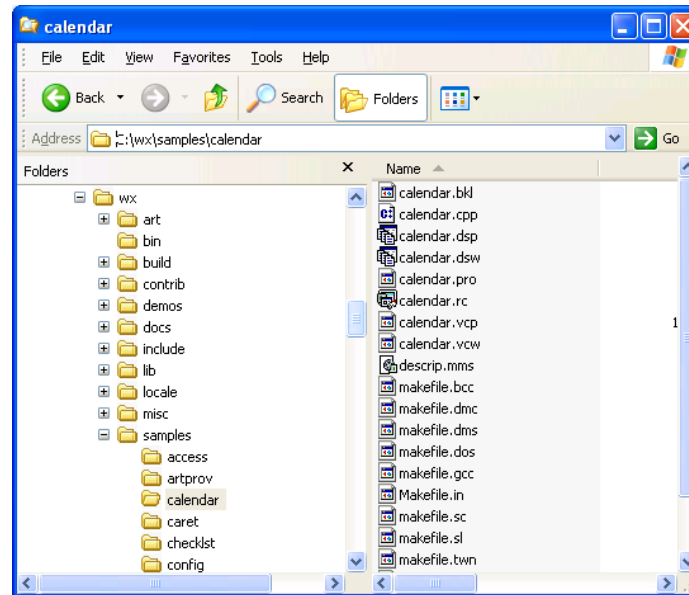 calendar
File Edit View Favorites Tools Help
Back Search Folders
Address C:\wx\samples\calendar Go
Folders
wx
art
bin
build
contrib
demos
docs
include
lib
locale
misc
samples
access
artprov
calendar
caret
checklst
config
Name
calendar.bkl
calendar.cpp
calendar.dsp
calendar.dsw
calendar.pro
calendar.rc
calendar.vcp
1
calendar.vcw
descrip.mms
makefile.bcc
makefile.dmc
makefile.dms
makefile.dos
makefile.gcc
Makefile.in
makefile.sc
makefile.sl
makefile.twn